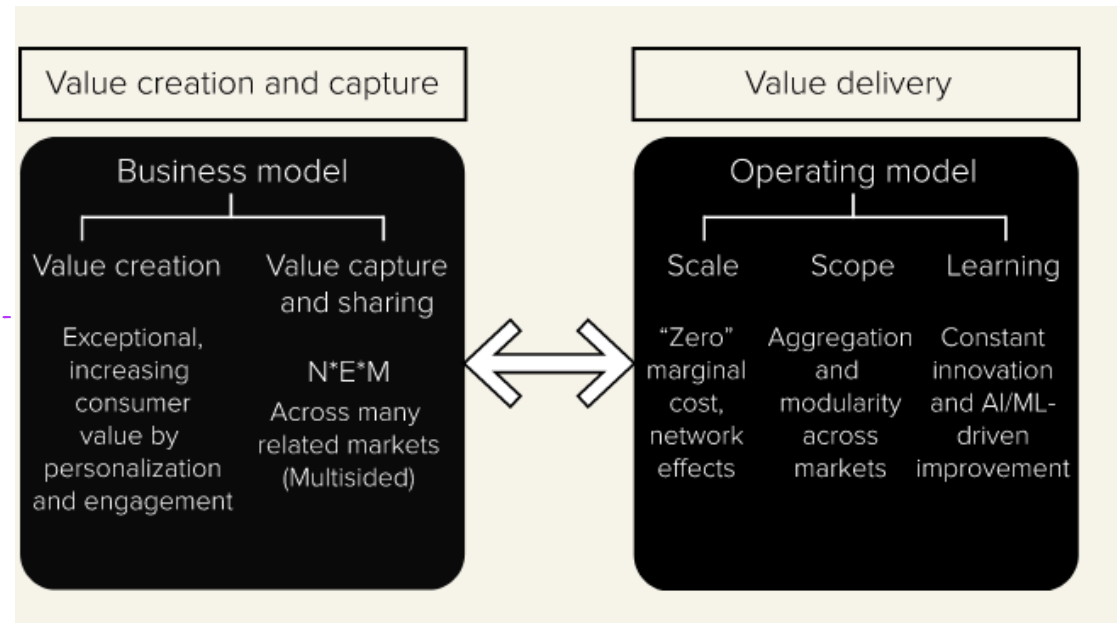 Value creation and capture
Business model
Value creation
Exceptional,
increasing
consumer
value by
personalization
and engagement
Value capture
and sharing
N*E*M
Across many
related markets
(Multisided)
Value delivery
Operating model
Scale
"Zero"
marginal
cost,
network
effects
Scope
Aggregation
and
modularity
across
markets
Learning
Constant
innovation
and AI/ML-
driven
improvement